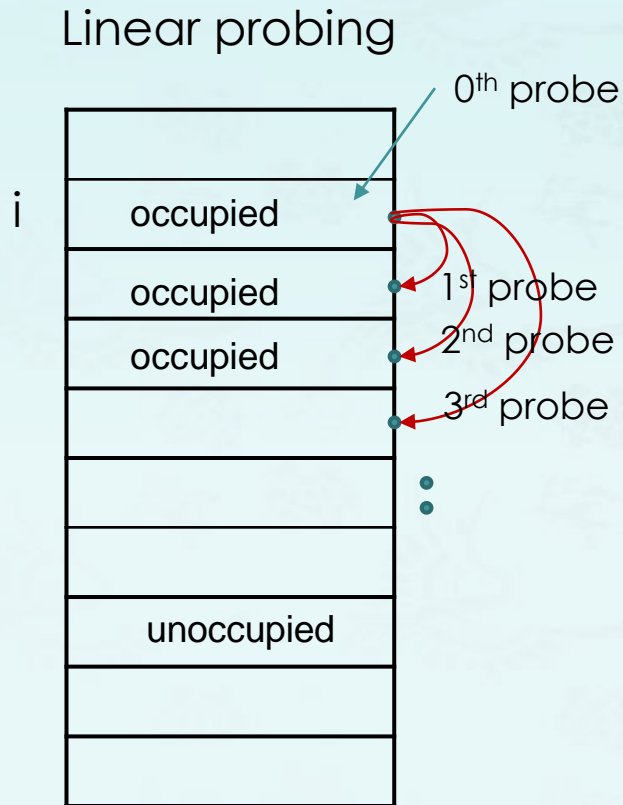 Linear probing
0th probe
i
occupied
occupied
1st probe
occupied
2nd probe
3rd probe
unoccupied